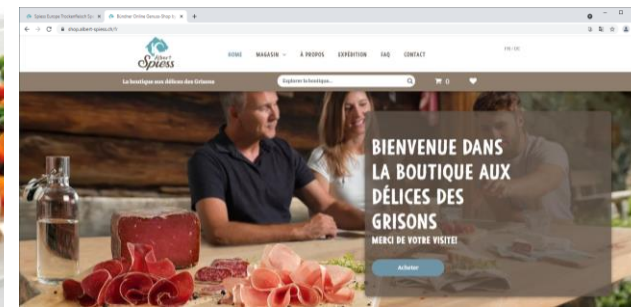 Spiess Europe Trockenfleisch Sp
Bündner Online Genuss-Shop |
shop.albert-spiess.ch/fr
Albert
Spiess
HOME MAGASIN À PROPOS EXPÉDITION FAQ CONTACT
FR / DE
La boutique aux délices des Grisons
Explorer la boutique...
0
BIENVENUE DANS
LA BOUTIQUE AUX
DÉLICES DES
GRISONS
MERCI DE VOTRE VISITE!
Acheter